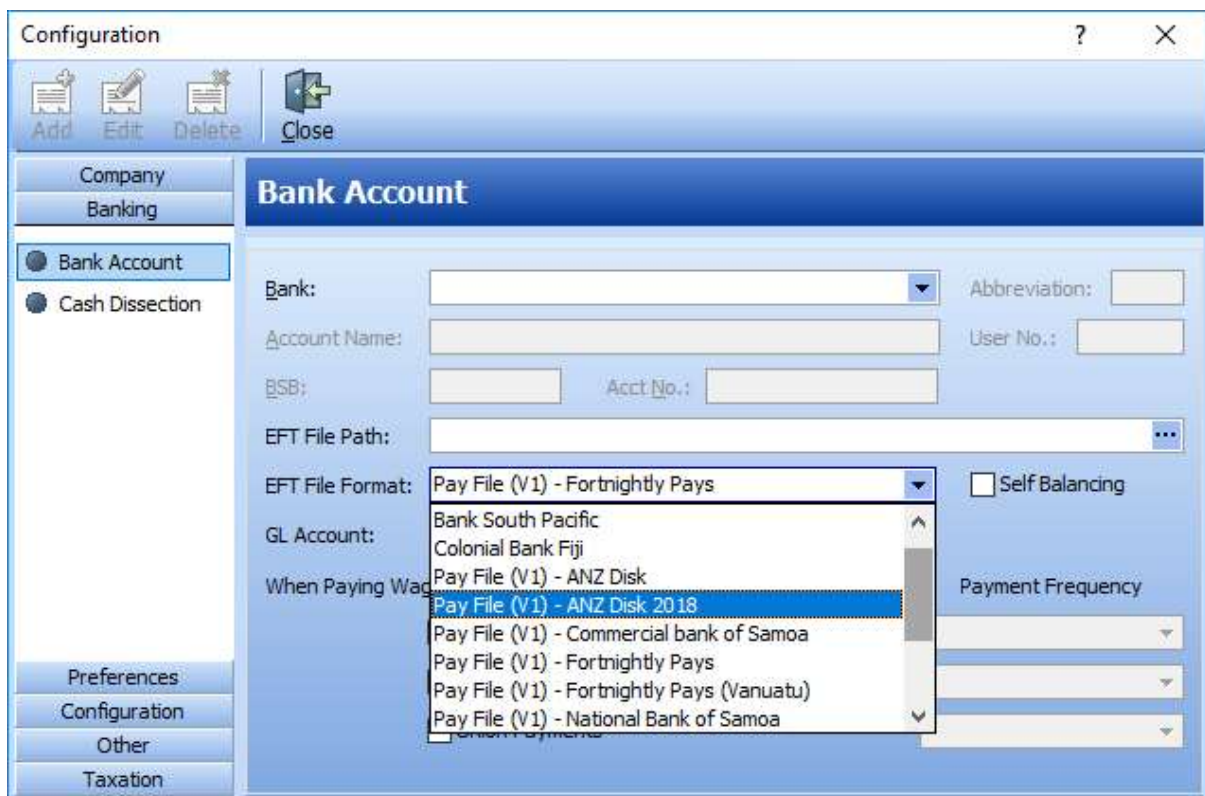 Configuration ?
Add Edit Delete Close
Company
Banking
Bank Account
Cash Dissection
Preferences
Configuration
Other
Taxation
Bank Account
Bank: Abbreviation:
Account Name: User No.:
BSB: Acct No.:
EFT File Path: ...
EFT File Format: Pay File (V1) - Fortnightly Pays Self Balancing
Bank South Pacific
Colonial Bank Fiji
Pay File (V1) - ANZ Disk
Pay File (V1) - ANZ Disk 2018
Pay File (V1) - Commercial bank of Samoa
Pay File (V1) - Fortnightly Pays
Pay File (V1) - Fortnightly Pays (Vanuatu)
Pay File (V1) - National Bank of Samoa
GL Account:
When Paying Wag Payment Frequency